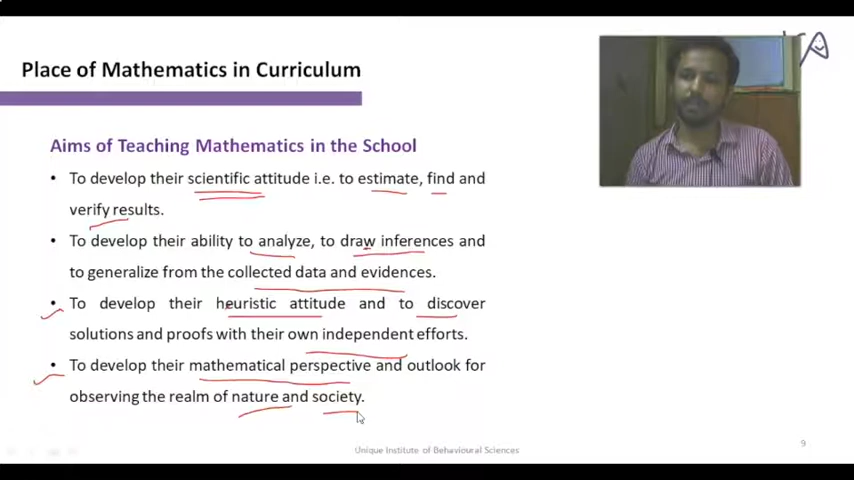 Place of Mathematics in Curriculum
Aims of Teaching Mathematics in the School
• To develop their scientific attitude i.e. to estimate, find and
verify results.
• To develop their ability to analyze, to draw inferences and
to generalize from the collected data and evidences.
• To develop their heuristic attitude and to discover
solutions and proofs with their own independent efforts.
• To develop their mathematical perspective and outlook for
observing the realm of nature and society.
Unique Institute of Behavioural Sciences
9